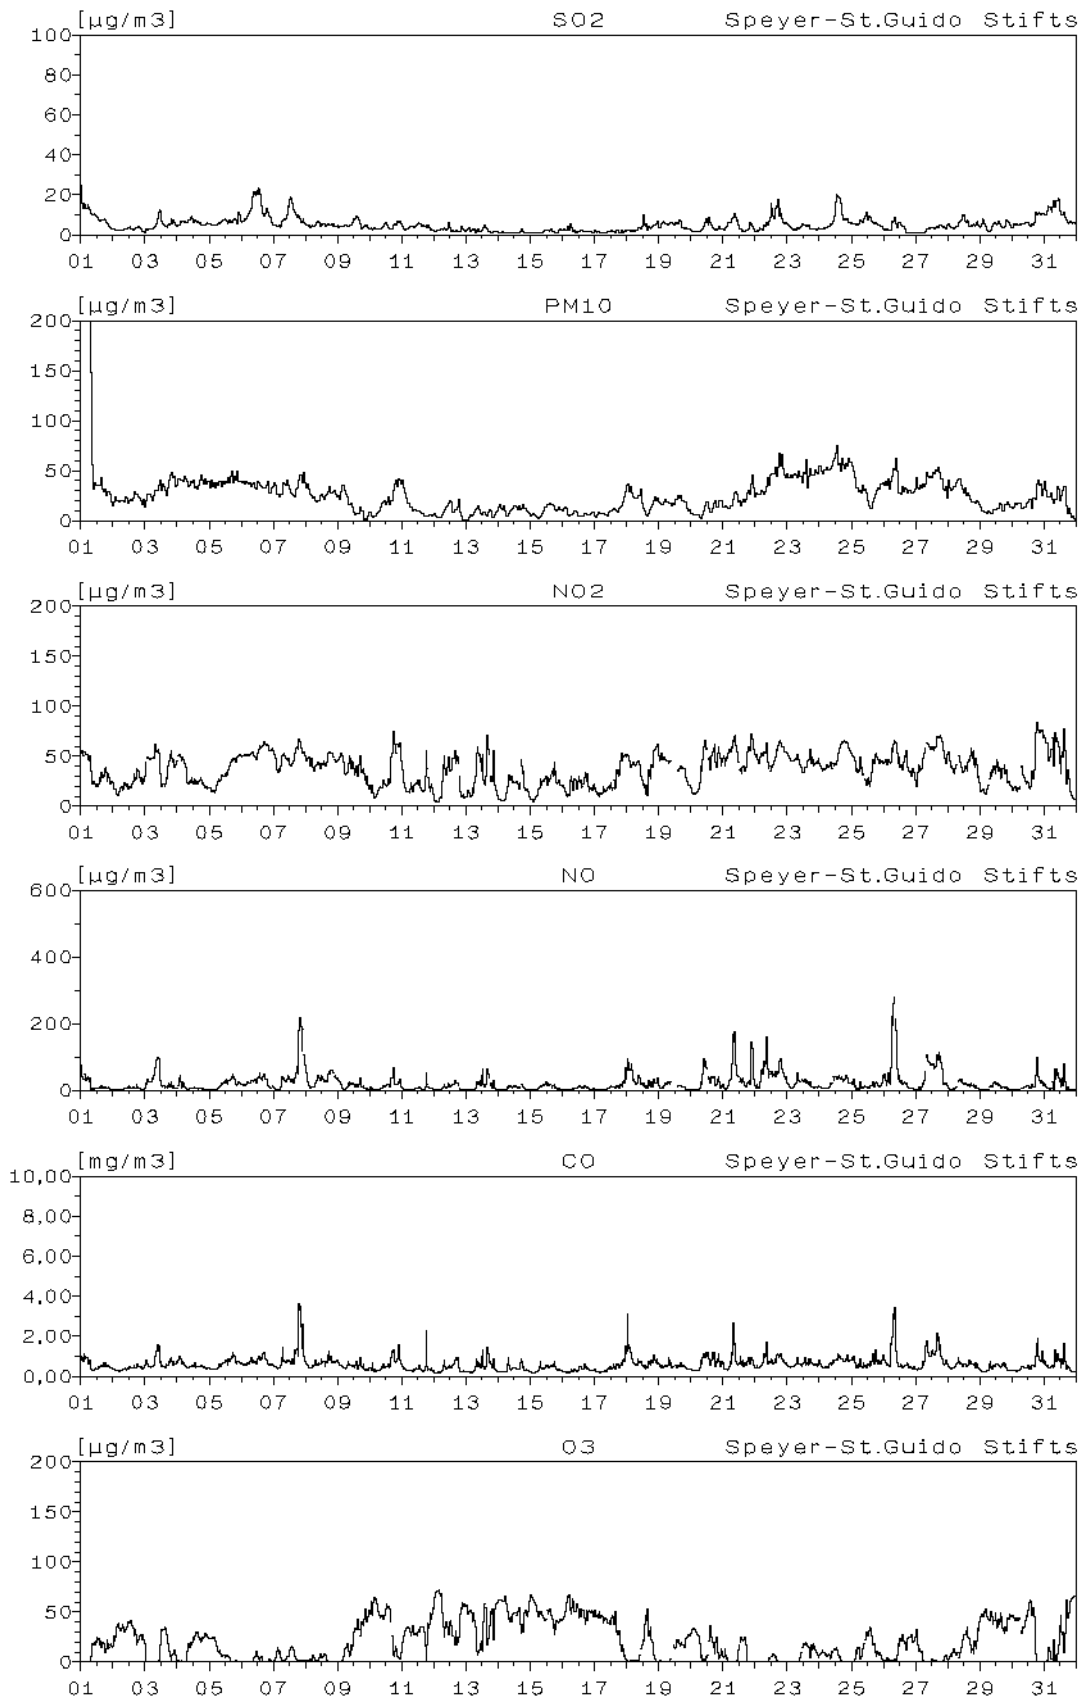 [µg/m3] SO2 Speyer-St.Guido Stifts
100
80
60
40
20
0
01 03 05 07 09 11 13 15 17 19 21 23 25 27 29 31
[µg/m3] PM10 Speyer-St.Guido Stifts
200
150
100
50
0
01 03 05 07 09 11 13 15 17 19 21 23 25 27 29 31
[µg/m3] NO2 Speyer-St.Guido Stifts
200
150
100
50
0
01 03 05 07 09 11 13 15 17 19 21 23 25 27 29 31
[µg/m3] NO Speyer-St.Guido Stifts
600
400
200
0
01 03 05 07 09 11 13 15 17 19 21 23 25 27 29 31
[mg/m3] CO Speyer-St.Guido Stifts
10,00
8,00
6,00
4,00
2,00
0,00
01 03 05 07 09 11 13 15 17 19 21 23 25 27 29 31
[µg/m3] O3 Speyer-St.Guido Stifts
200
150
100
50
0
01 03 05 07 09 11 13 15 17 19 21 23 25 27 29 31